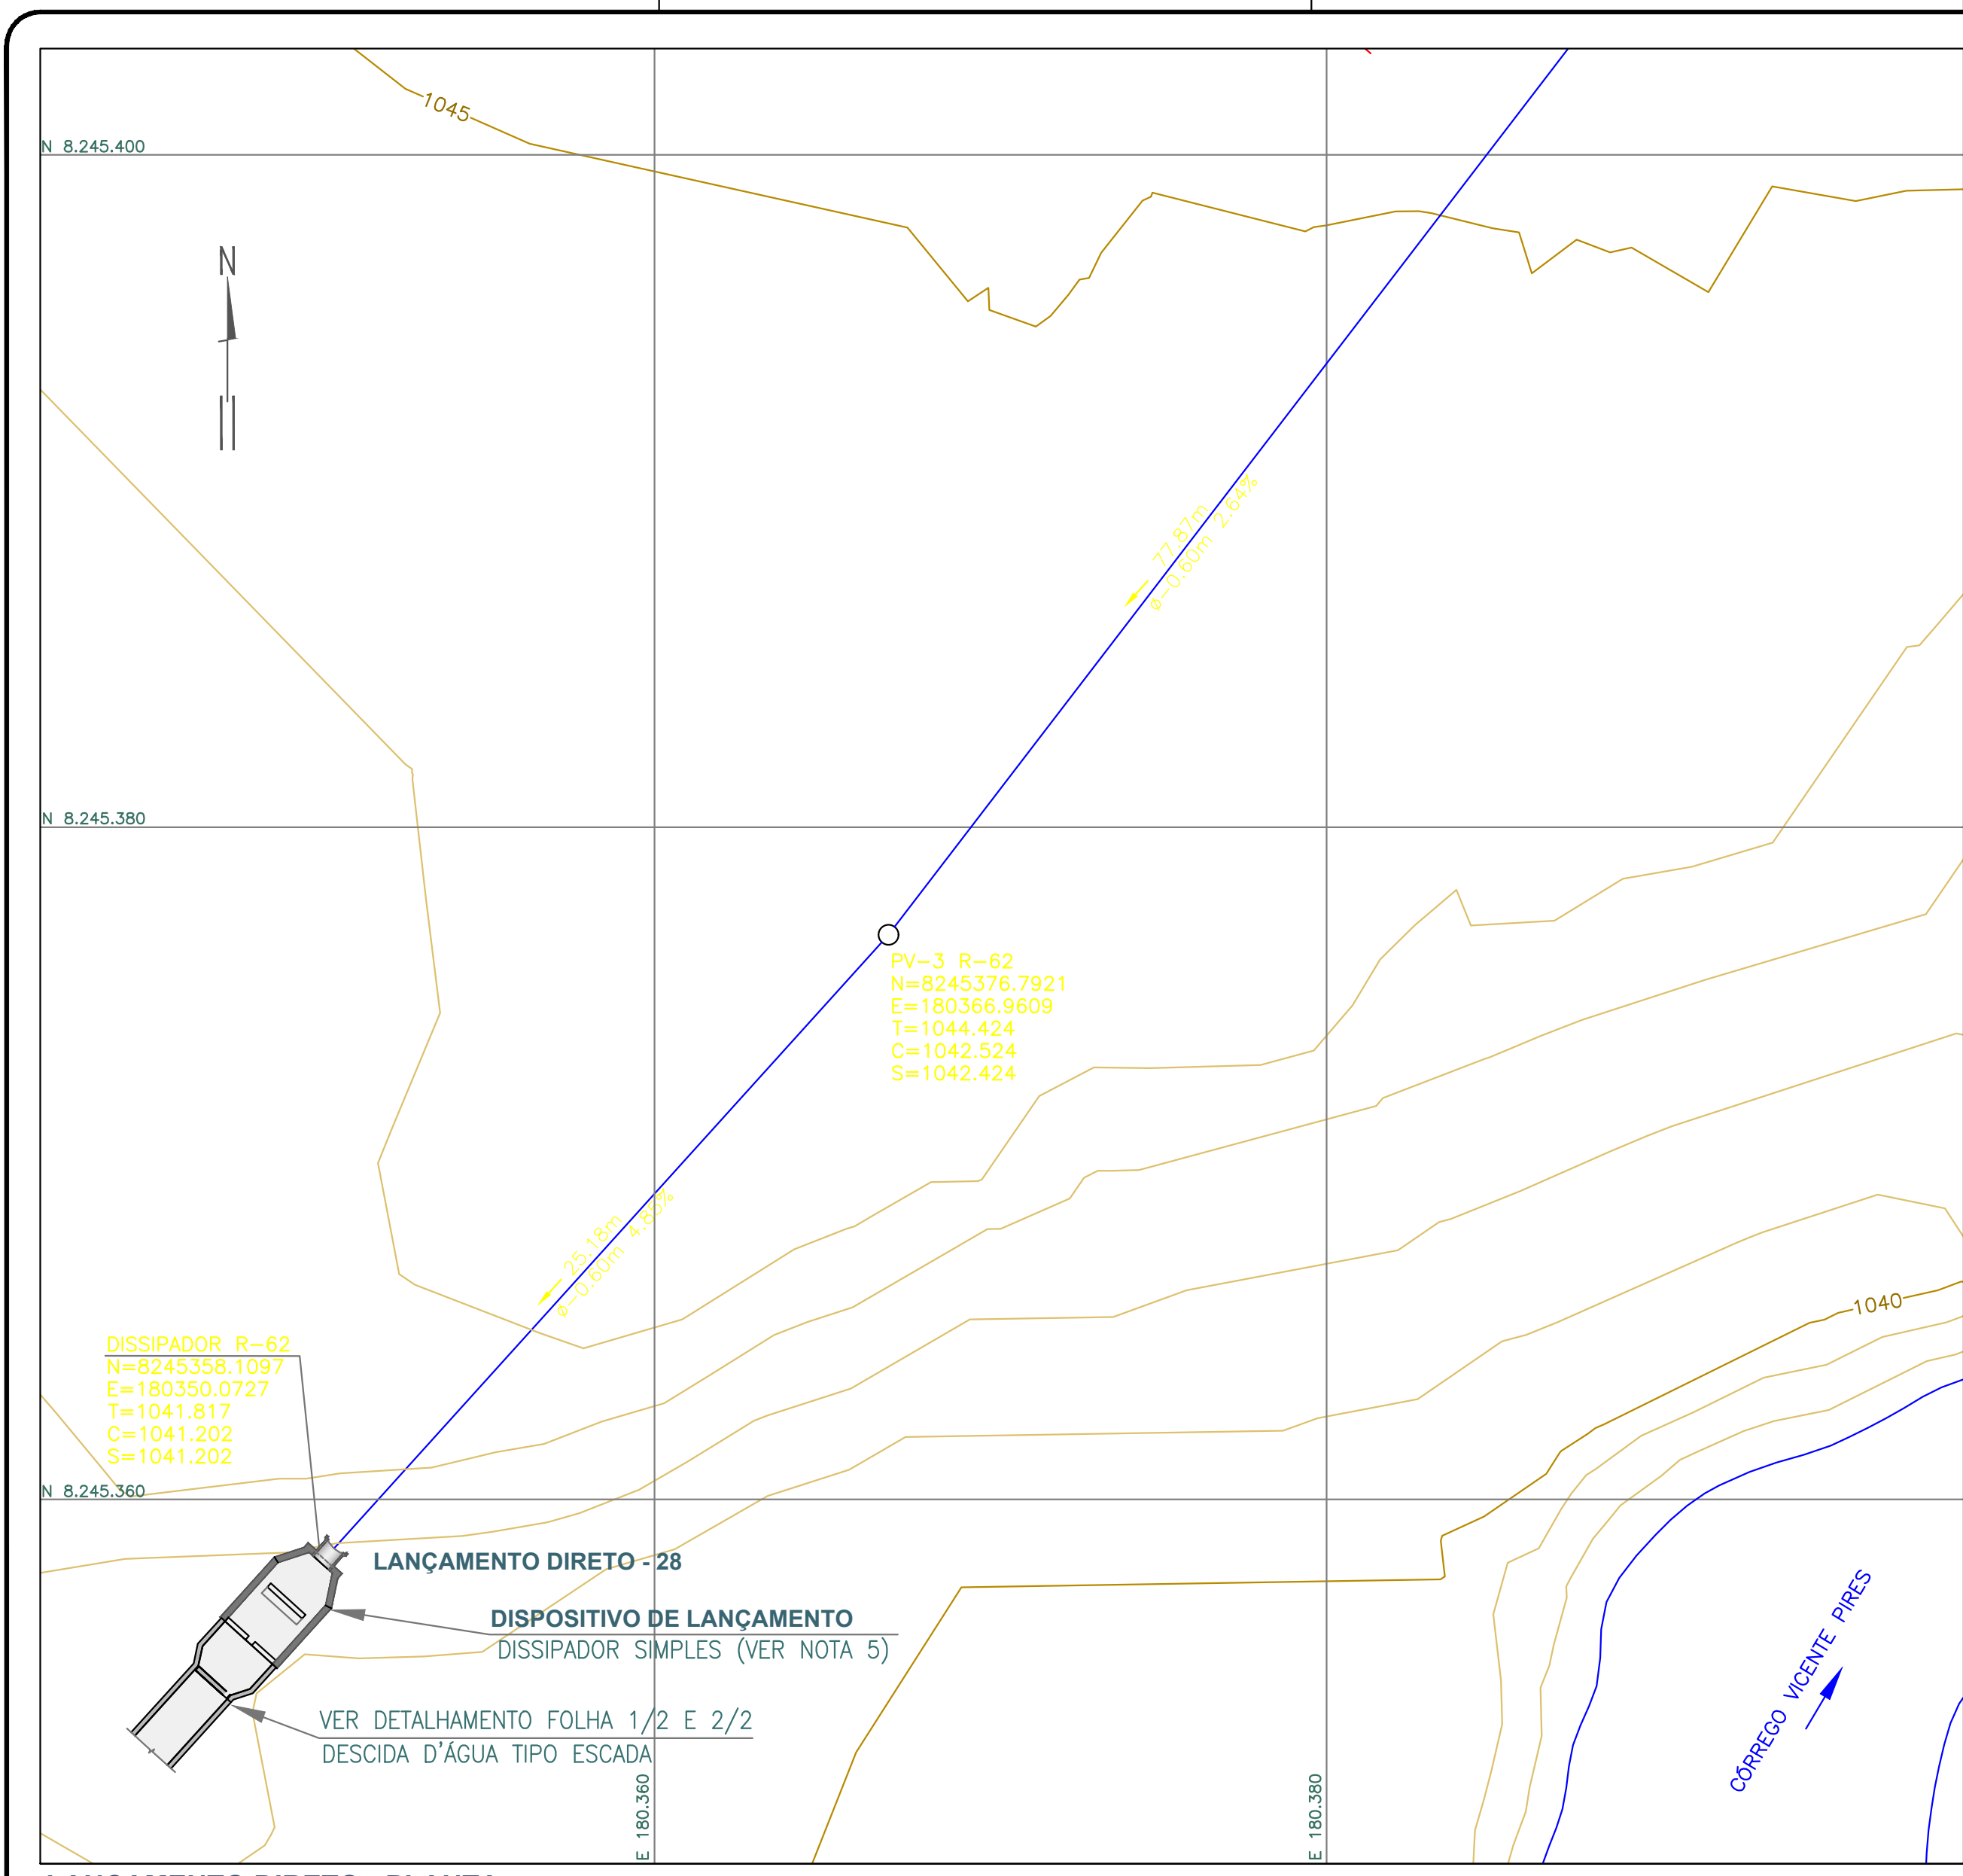 1045
N 8.245.400
N
77.87m
ø-0.60m 2.64%
N 8.245.380
PV-3 R-62
N=8245376.7921
E=180366.9609
T=1044.424
C=1042.524
S=1042.424
25.18m
ø-0.60m 4.85%
1040
DISSIPADOR R-62
N=8245358.1097
E=180350.0727
T=1041.817
C=1041.202
S=1041.202
N 8.245.360
LANÇAMENTO DIRETO - 28
DISPOSITIVO DE LANÇAMENTO
DISSIPADOR SIMPLES (VER NOTA 5)
VER DETALHAMENTO FOLHA 1/2 E 2/2
DESCIDA D'ÁGUA TIPO ESCADA
CÓRREGO VICENTE PIRES
E 180.360
E 180.380